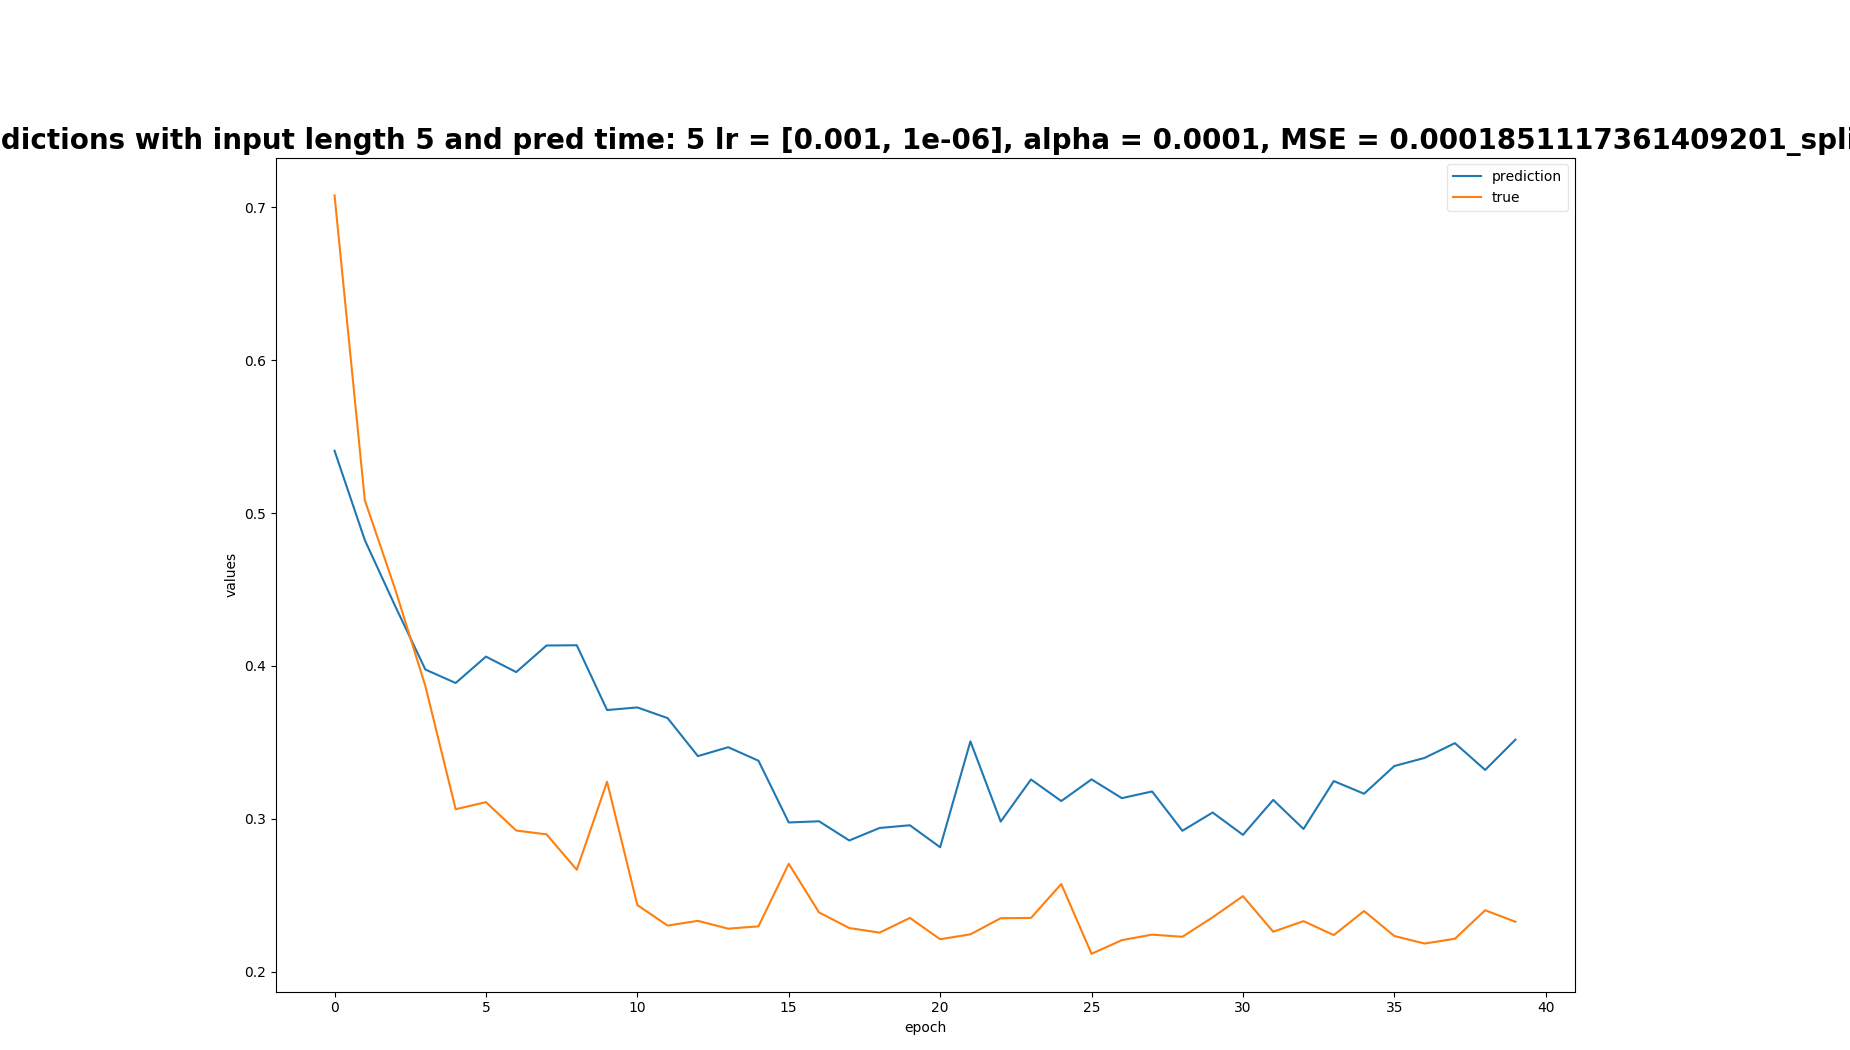 dictions with input length 5 and pred time: 5 lr = [0.001, 1e-06], alpha = 0.0001, MSE = 0.0001851117361409201_spli
prediction
true
0.7
0.6
0.5
0.4
0.3
0.2
values
0 5 10 15 20 25 30 35 40
epoch